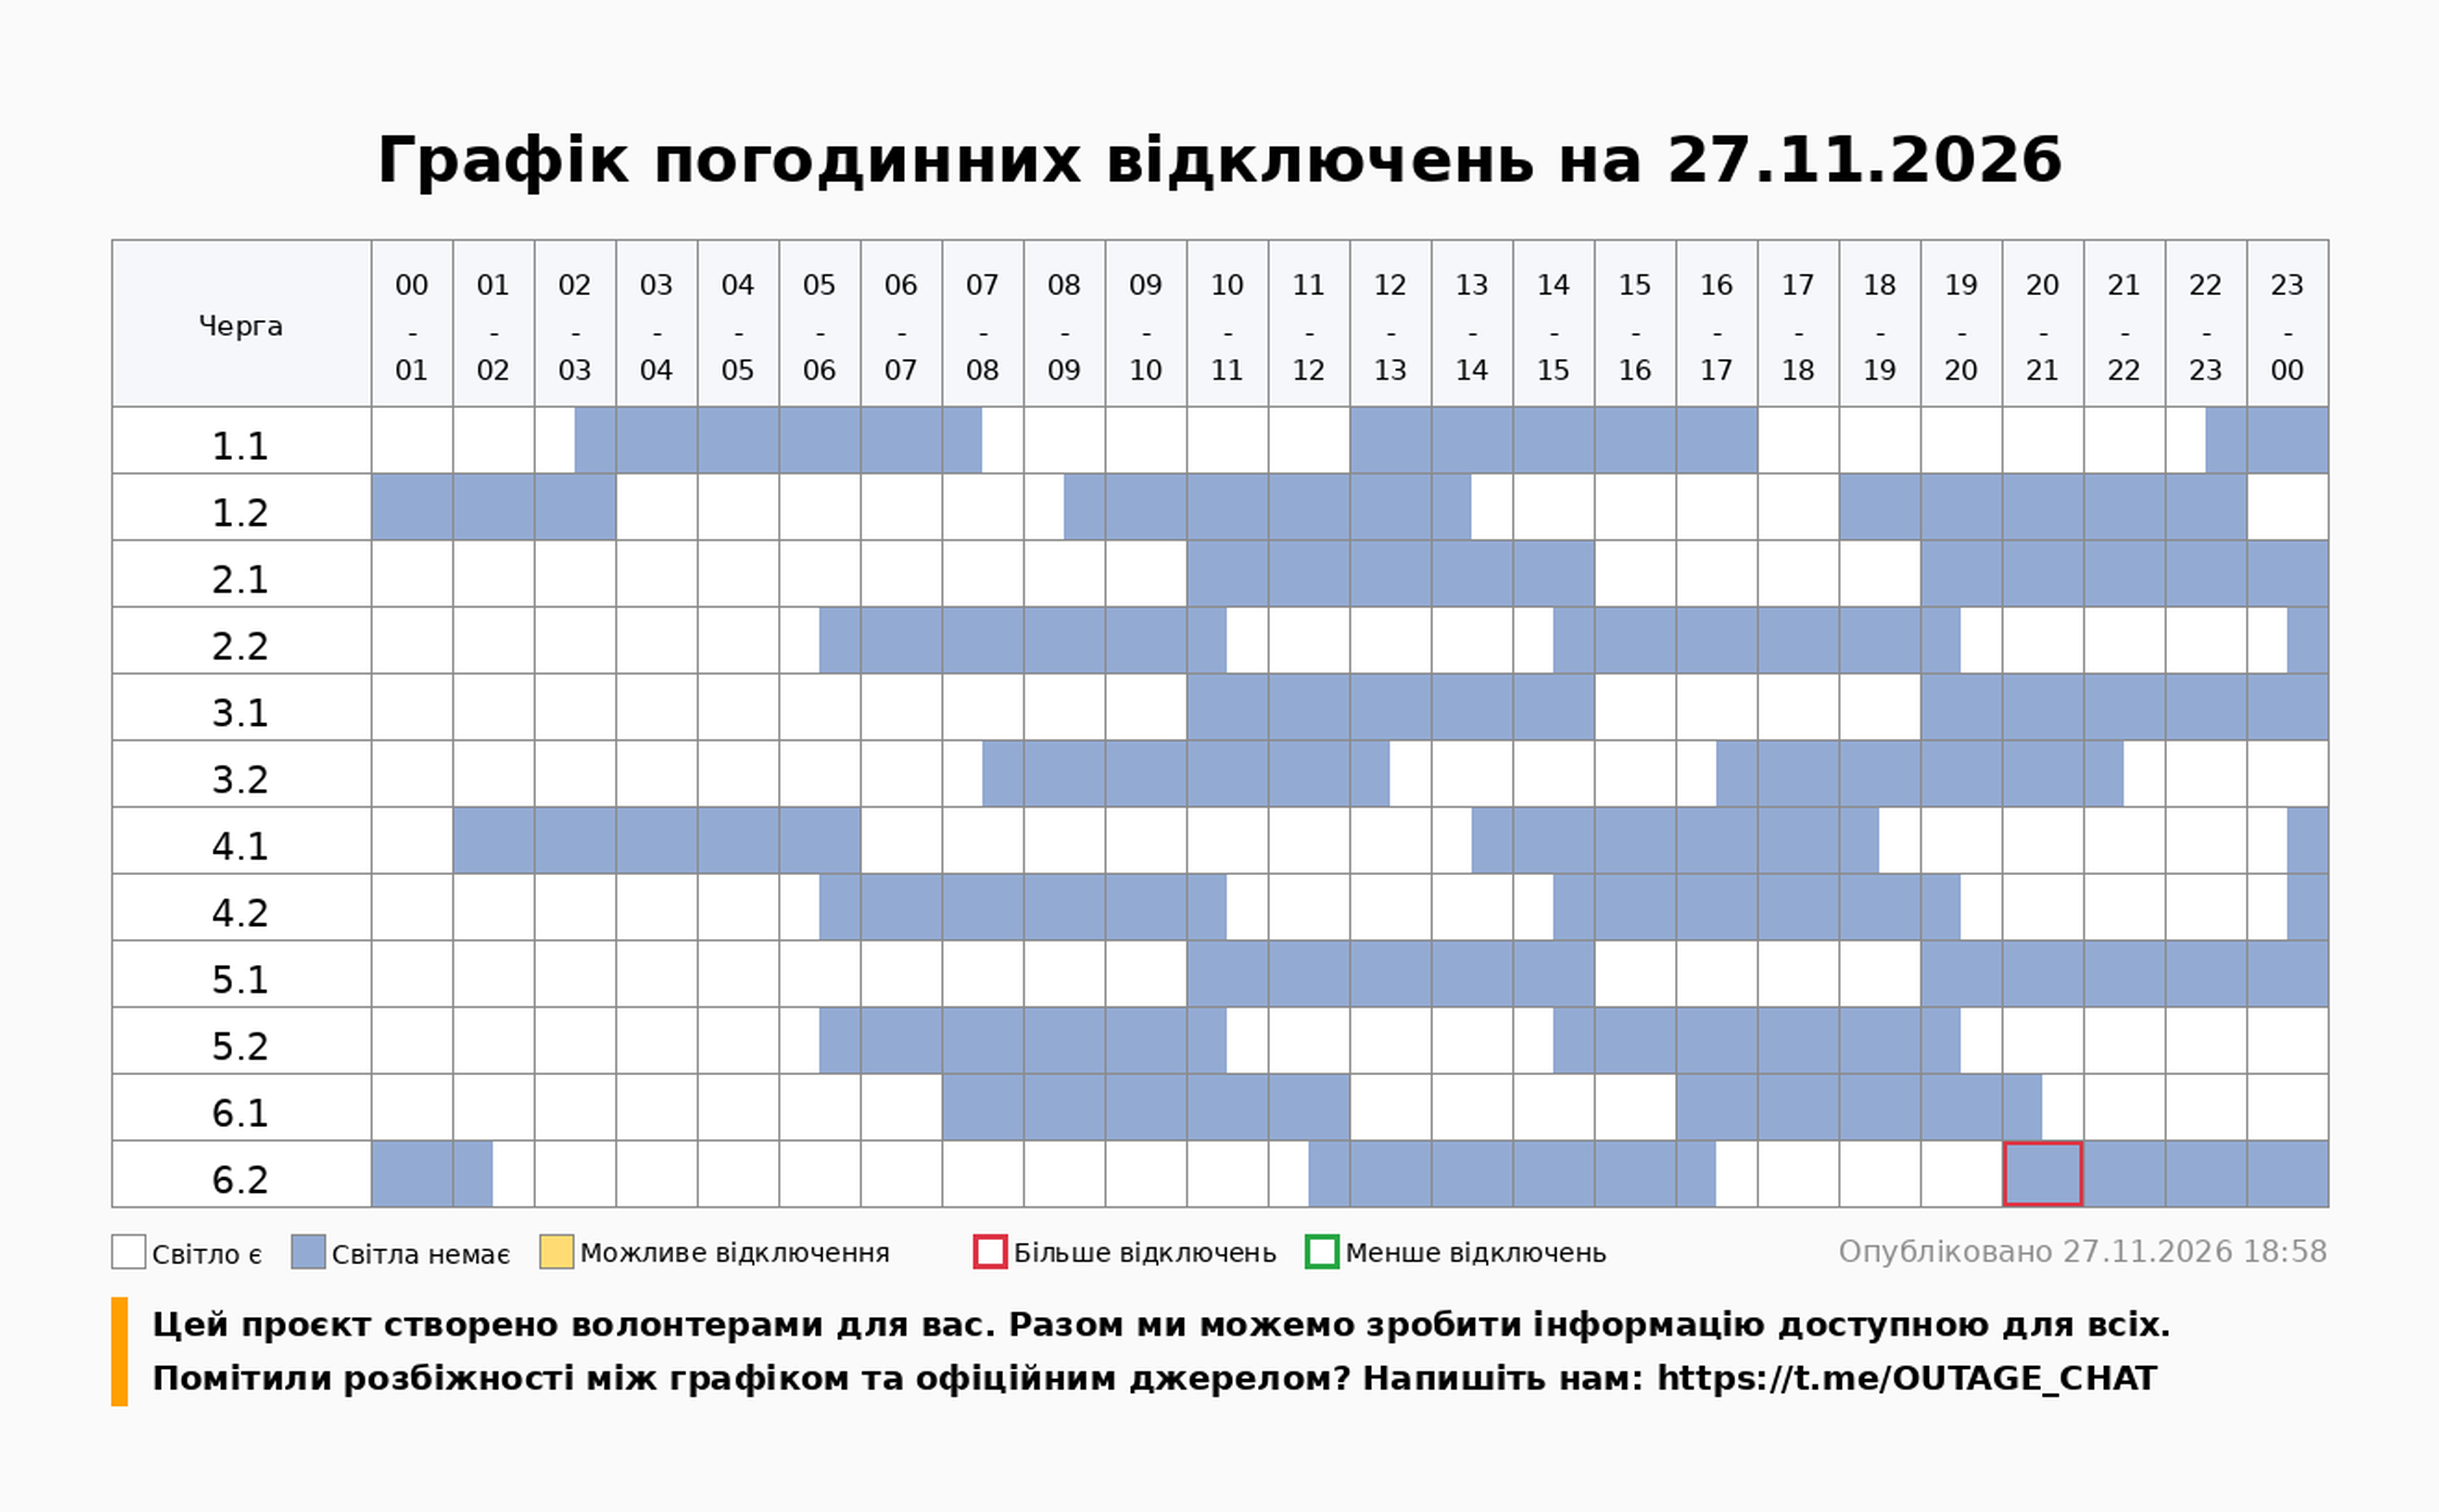 Графік погодинних відключень на 27.11.2026
Черга 00 - 01 01 - 02 02 - 03 03 - 04 04 - 05 05 - 06 06 - 07 07 - 08 08 - 09 09 - 10 10 - 11 11 - 12 12 - 13 13 - 14 14 - 15 15 - 16 16 - 17 17 - 18 18 - 19 19 - 20 20 - 21 21 - 22 22 - 23 23 - 00
1.1
1.2
2.1
2.2
3.1
3.2
4.1
4.2
5.1
5.2
6.1
6.2
Світло є Світла немає Можливе відключення Більше відключень Менше відключень Опубліковано 27.11.2026 18:58
Цей проєкт створено волонтерами для вас. Разом ми можемо зробити інформацію доступною для всіх.
Помітили розбіжності між графіком та офіційним джерелом? Напишіть нам: https://t.me/OUTAGE_CHAT